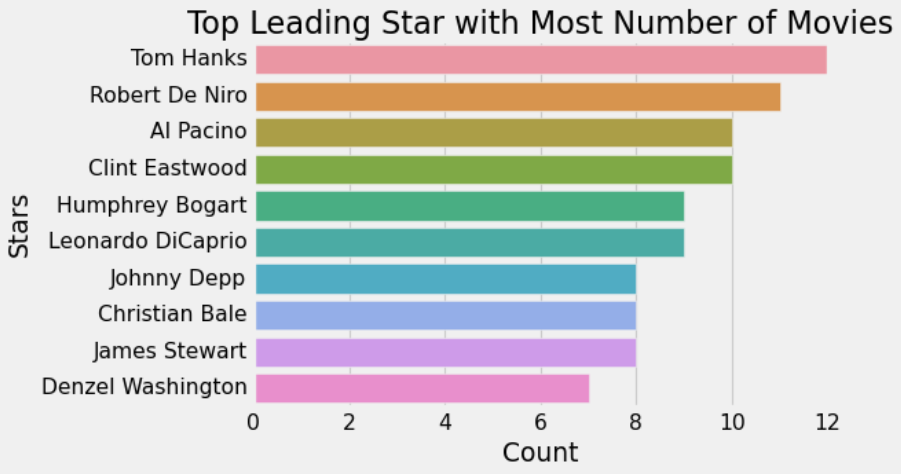 Top Leading Star with Most Number of Movies
Tom Hanks
Robert De Niro
Al Pacino
Clint Eastwood
Humphrey Bogart
Leonardo DiCaprio
Johnny Depp
Christian Bale
James Stewart
Denzel Washington
Stars
0 2 4 6 8 10 12
Count